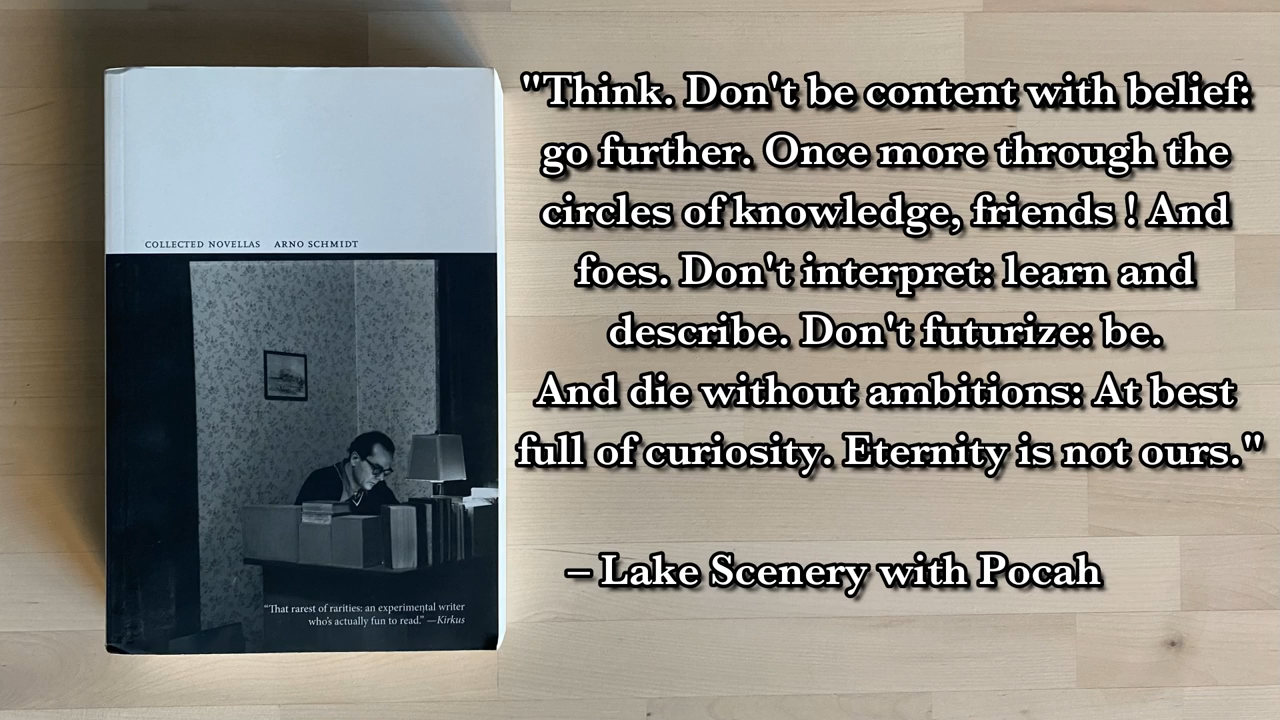 COLLECTED NOVELLAS ARNO SCHMIDT
"That rarest of rarities: an experimental writer
who's actually fun to read." —Kirkus
"Think. Don't be content with belief:
go further. Once more through the
circles of knowledge, friends ! And
foes. Don't interpret: learn and
describe. Don't futurize: be.
And die without ambitions: At best
full of curiosity. Eternity is not ours."
– Lake Scenery with Pocah